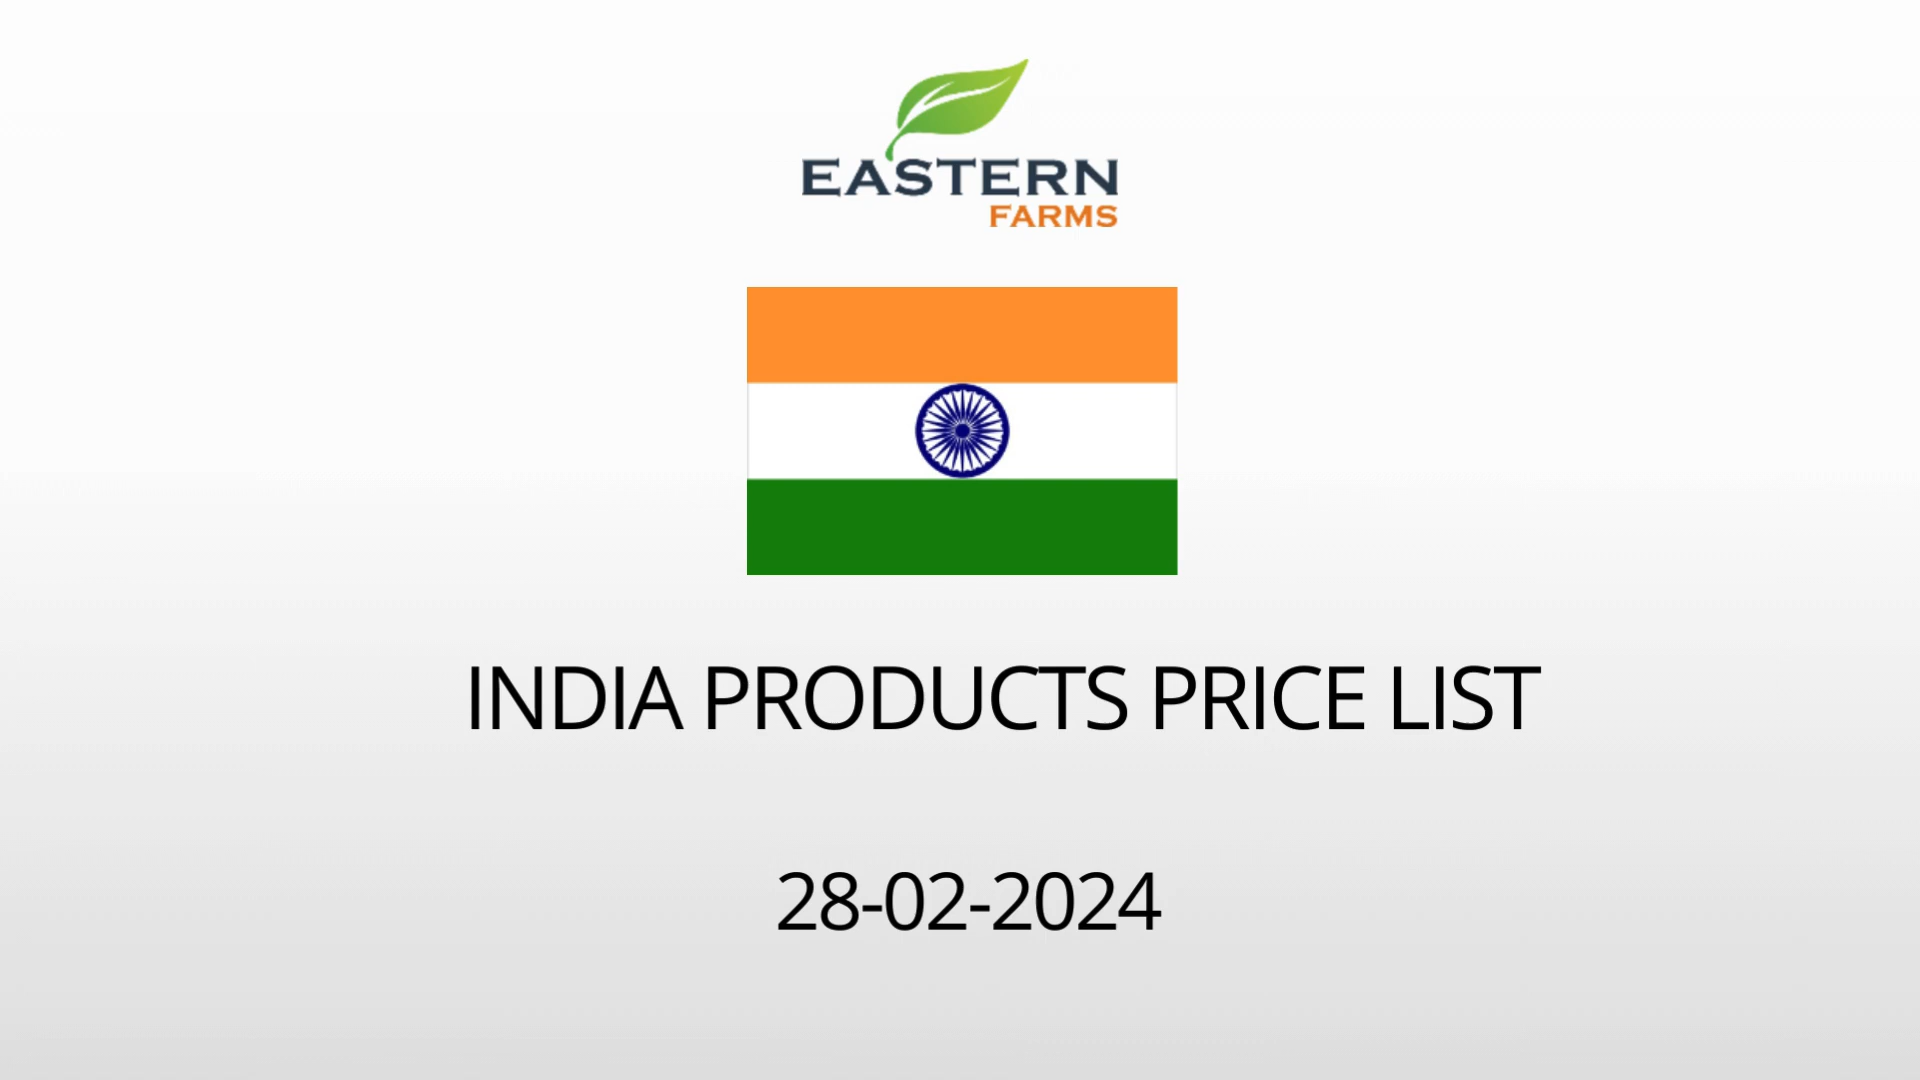 EASTERN
FARMS
INDIA PRODUCTS PRICE LIST
28-02-2024